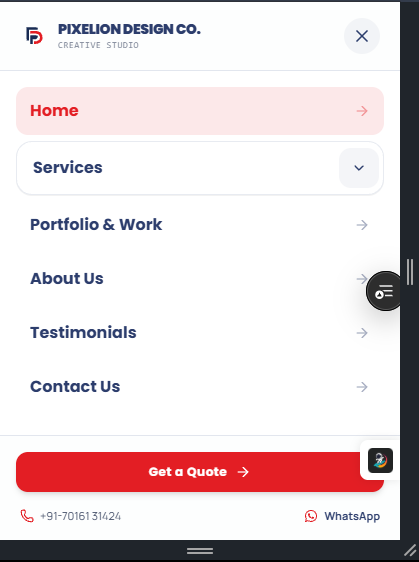 PIXELION DESIGN CO.
CREATIVE STUDIO
Home
Services
Portfolio & Work
About Us
Testimonials
Contact Us
Get a Quote
+91-70161 31424
WhatsApp